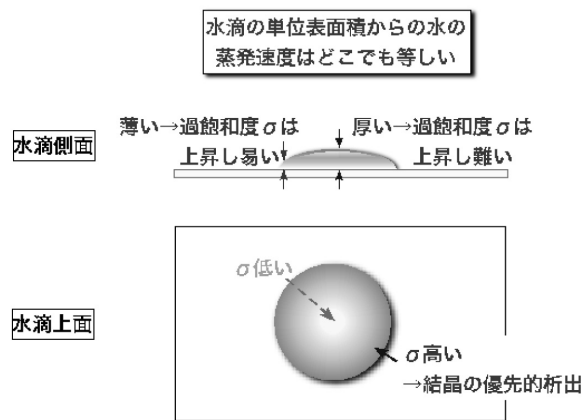 水滴の単位表面積からの水の
蒸発速度はどこでも等しい
薄い→過飽和度σは
上昇し易い
厚い→過飽和度σは
上昇し難い
水滴側面
σ低い
水滴上面
σ高い
→結晶の優先的析出